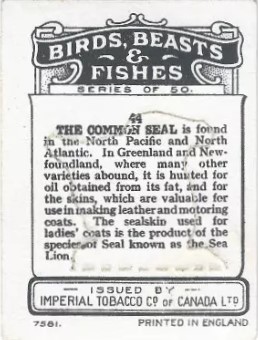 BIRDS, BEASTS
&
FISHES
SERIES OF 50.
44
THE COMMON SEAL is found
in the North Pacific and North
Atlantic. In Greenland and New-
foundland, where many other
varieties abound, it is hunted for
oil obtained from its fat, and for
the skins, which are valuable for
use in making leather and motoring
coats. The sealskin used for
ladies' coats is the product of the
species of Seal known as the Sea
Lion.
ISSUED BY
IMPERIAL TOBACCO Co. OF CANADA LTD
7561. PRINTED IN ENGLAND